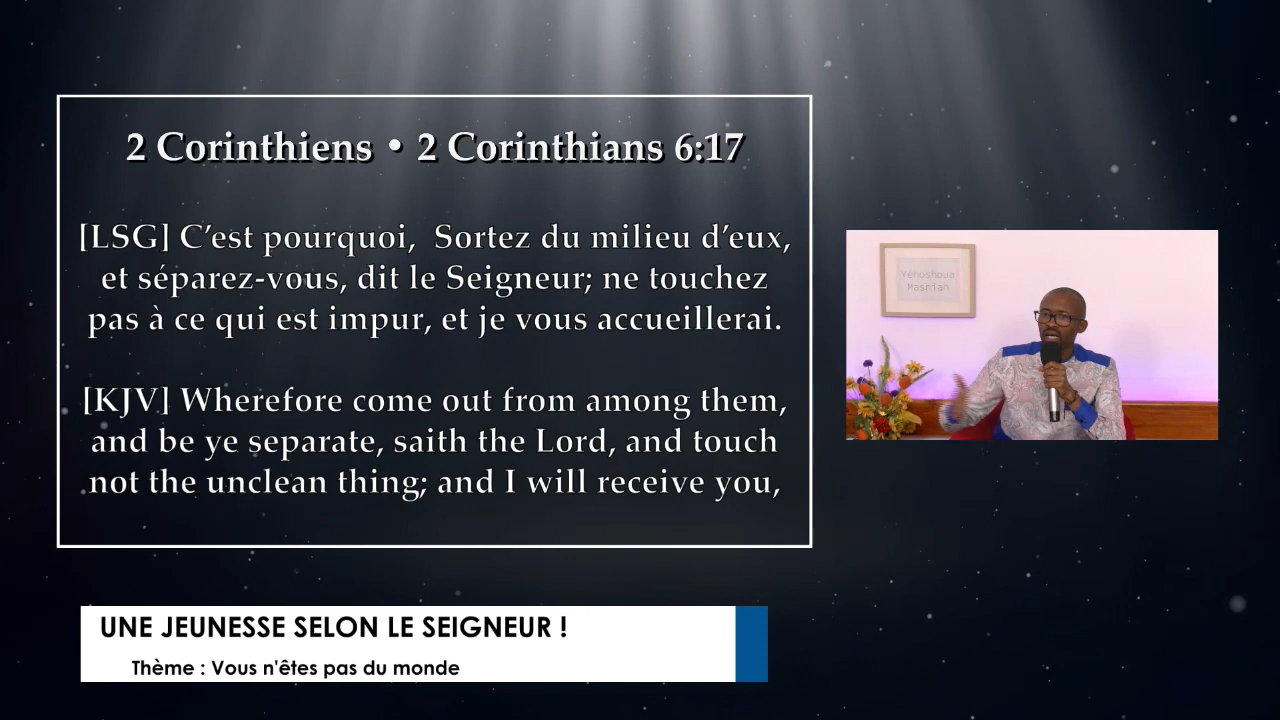 2 Corinthiens • 2 Corinthians 6:17
[LSG] C’est pourquoi, Sortez du milieu d’eux,
et séparez-vous, dit le Seigneur; ne touchez
pas à ce qui est impur, et je vous accueillerai.
[KJV] Wherefore come out from among them,
and be ye separate, saith the Lord, and touch
not the unclean thing; and I will receive you,
Yéhoshoua
Mashiah
UNE JEUNESSE SELON LE SEIGNEUR !
Thème : Vous n'êtes pas du monde